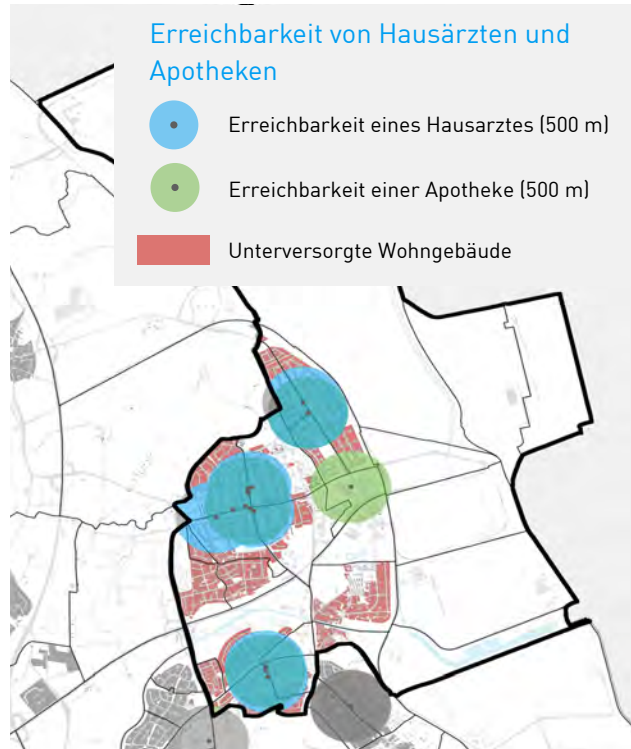 Erreichbarkeit von Hausärzten und
Apotheken
Erreichbarkeit eines Hausarztes (500 m)
Erreichbarkeit einer Apotheke (500 m)
Unterversorgte Wohngebäude